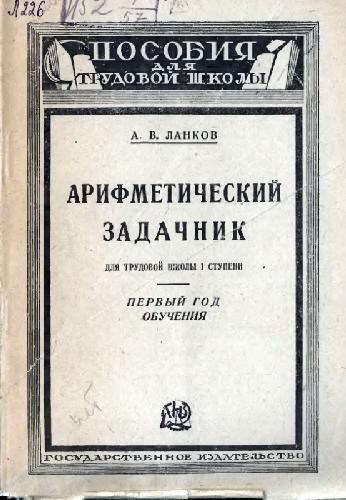 ПОСОБИЯ
ДЛЯ
ТРУДОВОЙ ШКОЛЫ
А. В. ЛАНКОВ
АРИФМЕТИЧЕСКИЙ
ЗАДАЧНИК
ДЛЯ ТРУДОВОЙ ШКОЛЫ I СТУПЕНИ
ПЕРВЫЙ ГОД
ОБУЧЕНИЯ
ГОСУДАРСТВЕННОЕ ИЗДАТЕЛЬСТВО